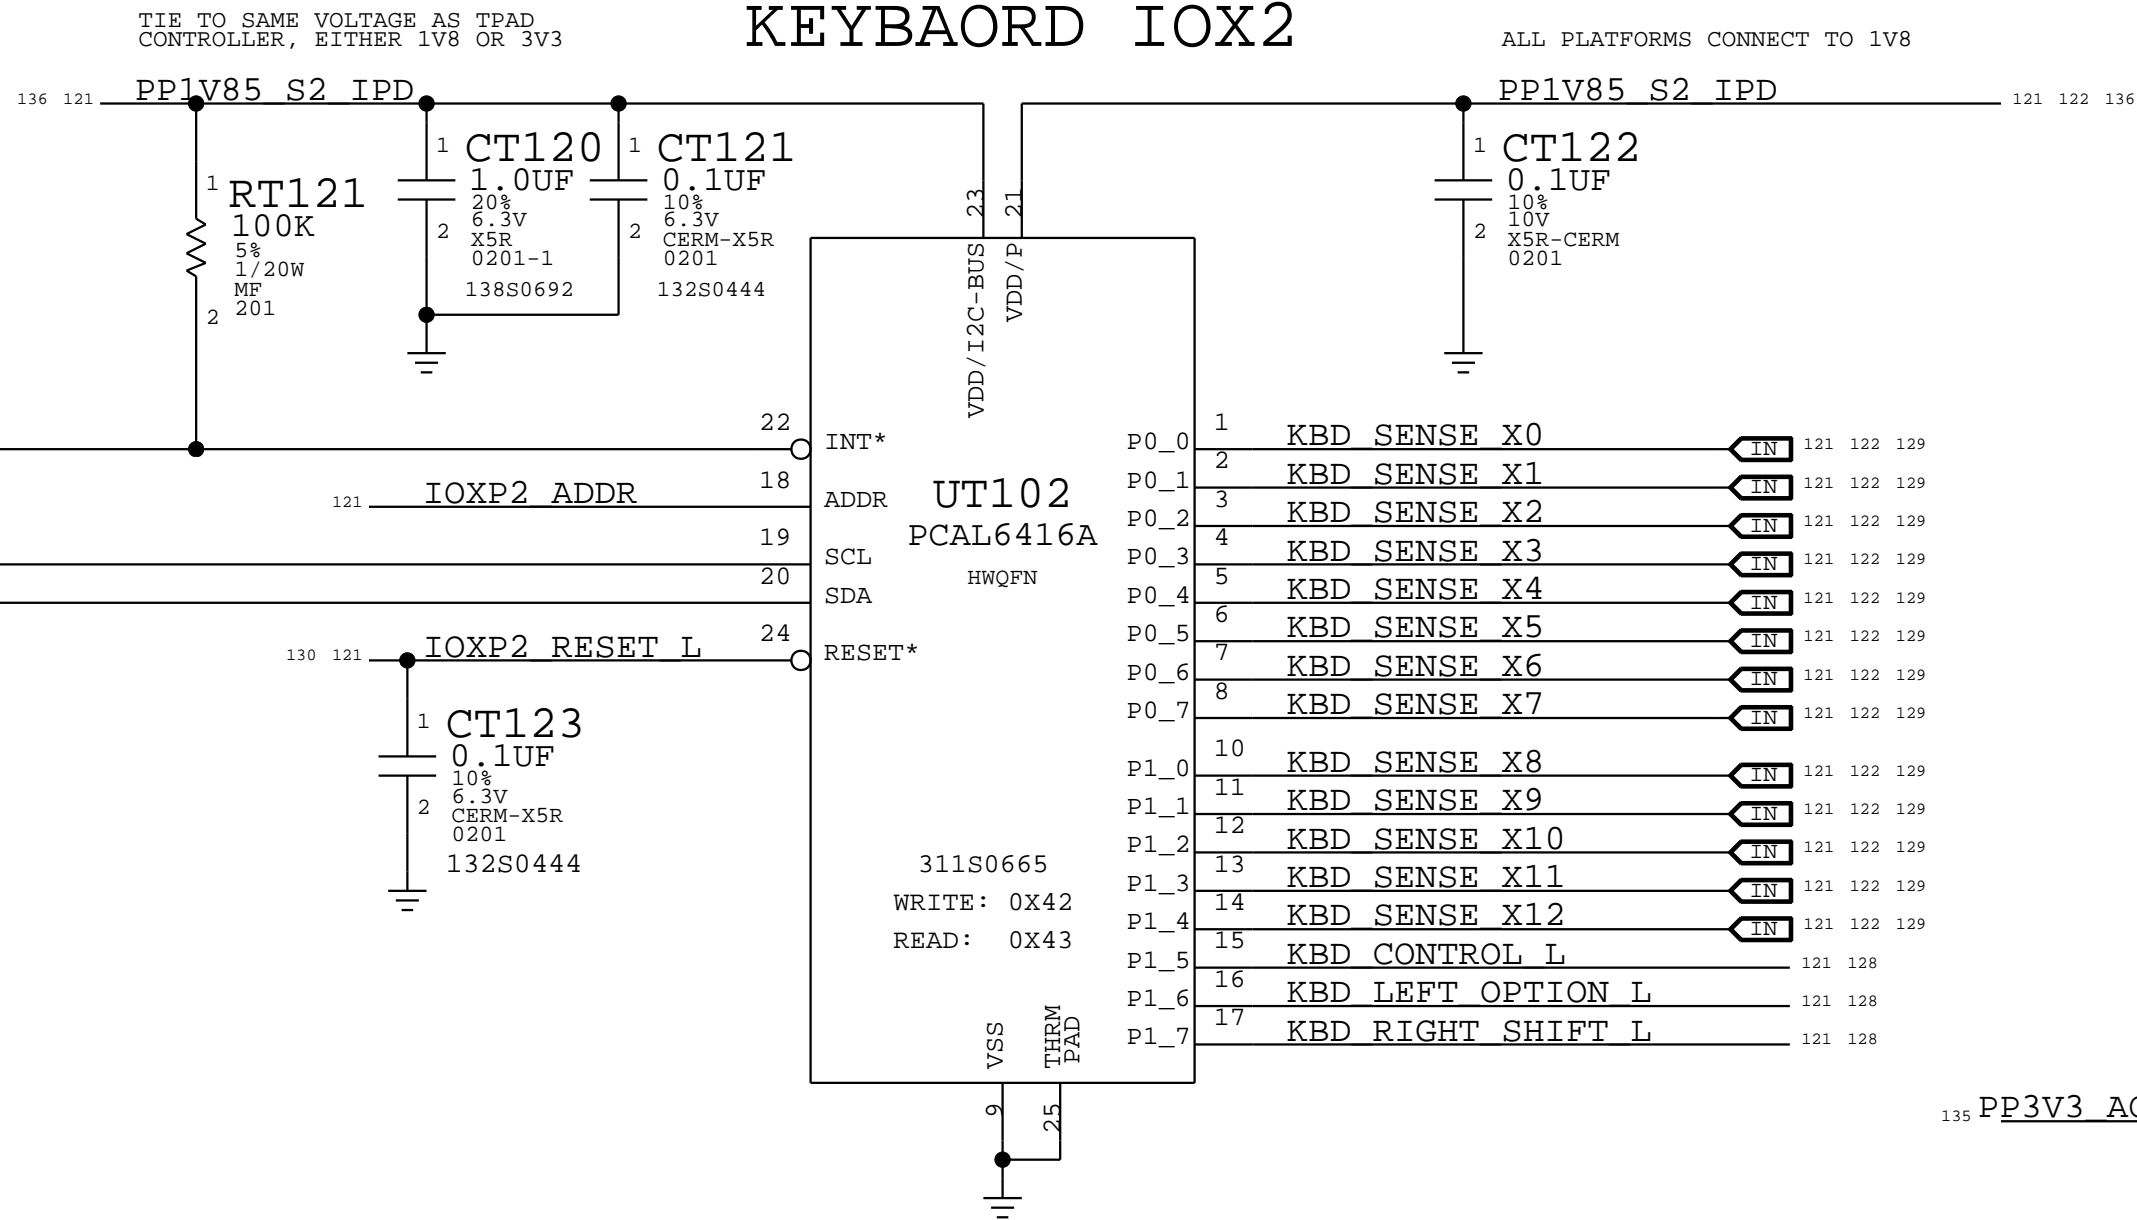 TIE TO SAME VOLTAGE AS TPAD
CONTROLLER, EITHER 1V8 OR 3V3
KEYBAORD IOX2
ALL PLATFORMS CONNECT TO 1V8
136 121 PP1V85_S2_IPD
PP1V85_S2_IPD 121 122 136
1 RT121
100K
5%
1/20W
MF
201
2
1 CT120
1.0UF
20%
6.3V
2 X5R
0201-1
138S0692
1 CT121
0.1UF
10%
6.3V
2 CERM-X5R
0201
132S0444
1 CT122
0.1UF
10%
10V
2 X5R-CERM
0201
23 VDD/I2C-BUS
21 VDD/P
22 INT*
121 IOXP2_ADDR 18 ADDR
19 SCL
20 SDA
130 121 IOXP2_RESET_L 24 RESET*
1 CT123
0.1UF
10%
6.3V
2 CERM-X5R
0201
132S0444
UT102
PCAL6416A
HWQFN
311S0665
WRITE: 0X42
READ: 0X43
P0_0 1 KBD_SENSE_X0 IN 121 122 129
P0_1 2 KBD_SENSE_X1 IN 121 122 129
P0_2 3 KBD_SENSE_X2 IN 121 122 129
P0_3 4 KBD_SENSE_X3 IN 121 122 129
P0_4 5 KBD_SENSE_X4 IN 121 122 129
P0_5 6 KBD_SENSE_X5 IN 121 122 129
P0_6 7 KBD_SENSE_X6 IN 121 122 129
P0_7 8 KBD_SENSE_X7 IN 121 122 129
P1_0 10 KBD_SENSE_X8 IN 121 122 129
P1_1 11 KBD_SENSE_X9 IN 121 122 129
P1_2 12 KBD_SENSE_X10 IN 121 122 129
P1_3 13 KBD_SENSE_X11 IN 121 122 129
P1_4 14 KBD_SENSE_X12 IN 121 122 129
P1_5 15 KBD_CONTROL_L 121 128
P1_6 16 KBD_LEFT_OPTION_L 121 128
P1_7 17 KBD_RIGHT_SHIFT_L 121 128
VSS 9
THRM
PAD 25
135